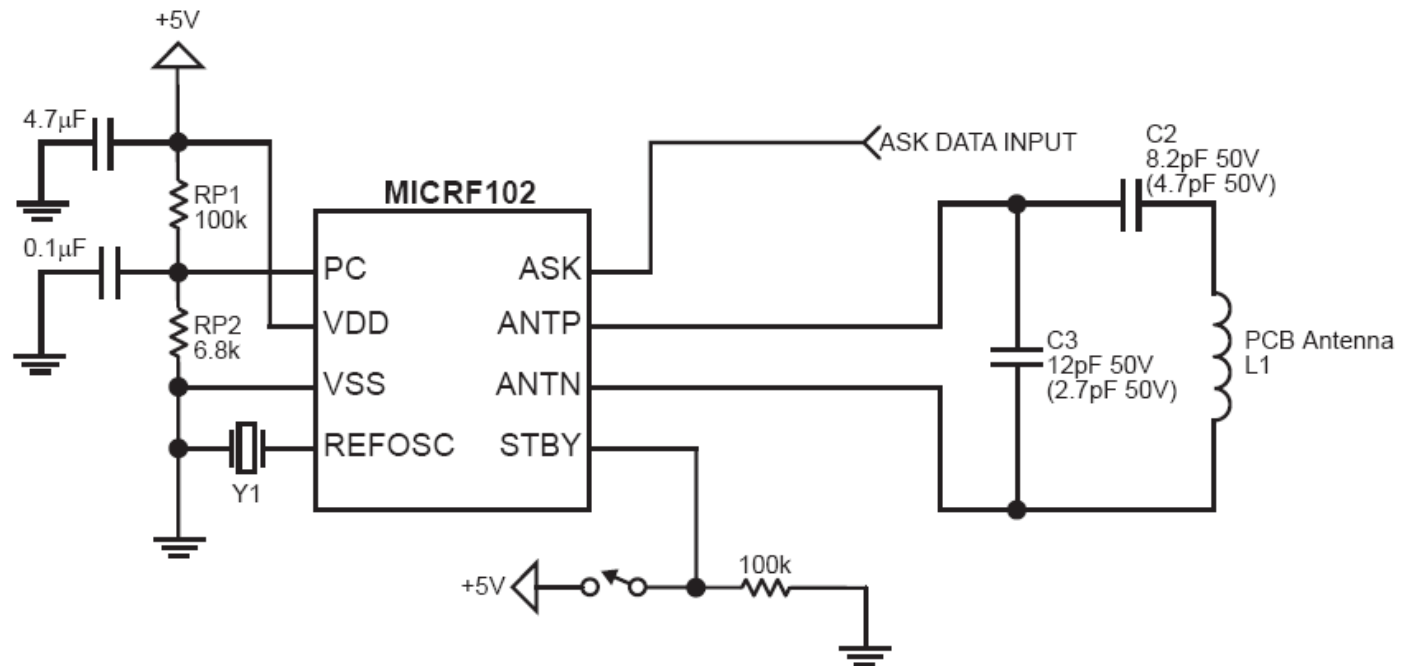 +5V
4.7µF
RP1
100k
0.1µF
RP2
6.8k
MICRF102
PC
VDD
VSS
REFOSC
ASK
ANTP
ANTN
STBY
Y1
ASK DATA INPUT
C2
8.2pF 50V
(4.7pF 50V)
C3
12pF 50V
(2.7pF 50V)
PCB Antenna
L1
+5V
100k